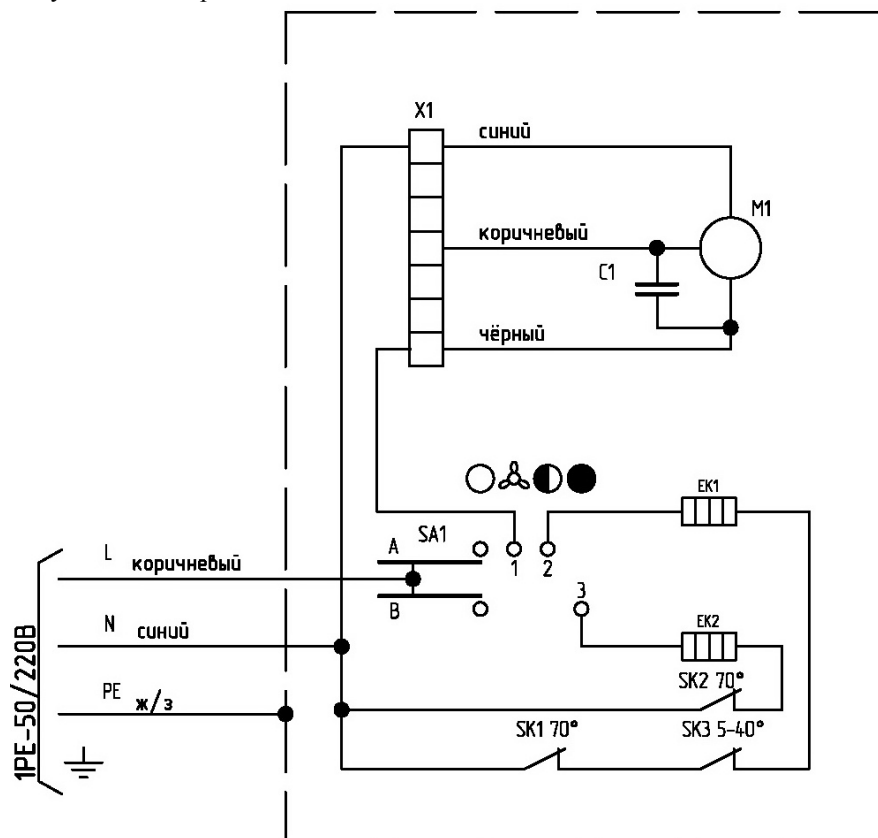 X1
синий
M1
коричневый
C1
чёрный
EK1
SA1
A
1
2
L
коричневый
B
3
N
синий
EK2
PE
ж/з
SK2 70°
SK1 70°
SK3 5-40°
1PE-50/220В